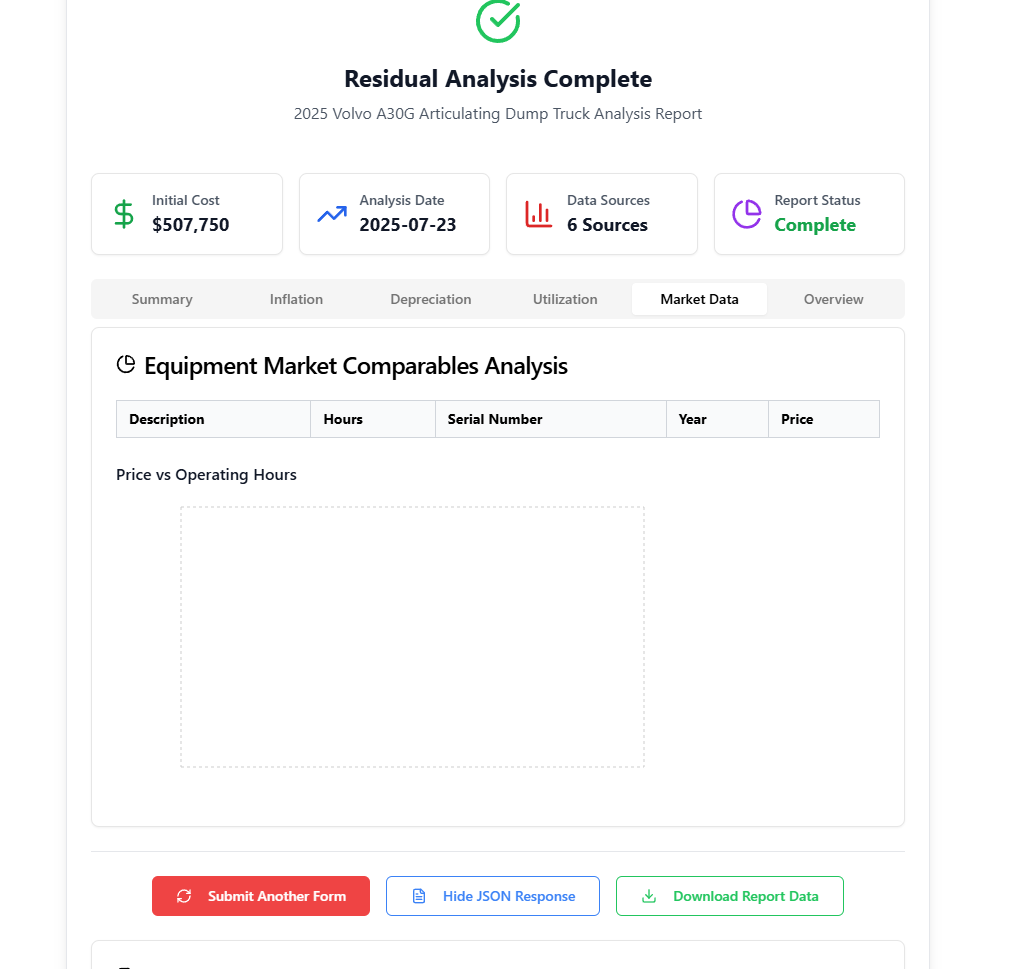 Residual Analysis Complete
2025 Volvo A30G Articulating Dump Truck Analysis Report
Initial Cost
$507,750
Analysis Date
2025-07-23
Data Sources
6 Sources
Report Status
Complete
Summary Inflation Depreciation Utilization Market Data Overview
Equipment Market Comparables Analysis
Description Hours Serial Number Year Price
Price vs Operating Hours
Submit Another Form Hide JSON Response Download Report Data